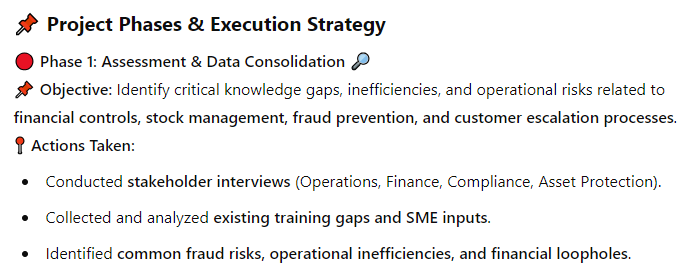 📌 Project Phases & Execution Strategy
🔴 Phase 1: Assessment & Data Consolidation 🔎
📌 Objective: Identify critical knowledge gaps, inefficiencies, and operational risks related to
financial controls, stock management, fraud prevention, and customer escalation processes.
📍 Actions Taken:
• Conducted stakeholder interviews (Operations, Finance, Compliance, Asset Protection).
• Collected and analyzed existing training gaps and SME inputs.
• Identified common fraud risks, operational inefficiencies, and financial loopholes.